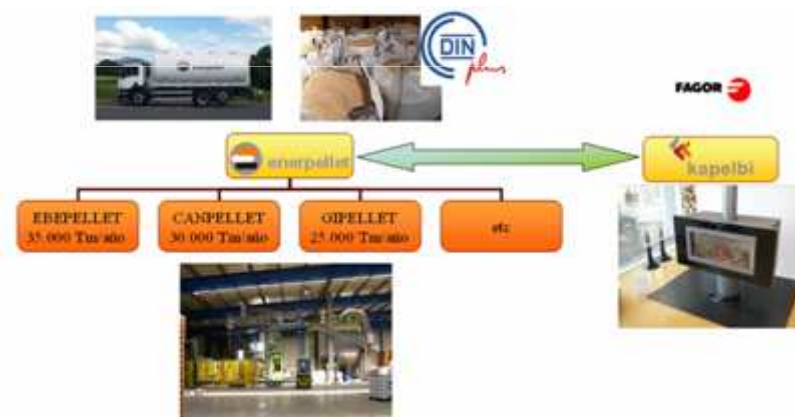 enerpellet
DIN
plus
FAGOR
enerpellet
kapelbi
EBEPELLET
35.000 Tm/año
CANPELLET
30.000 Tm/año
GIPELLET
25.000 Tm/año
etc